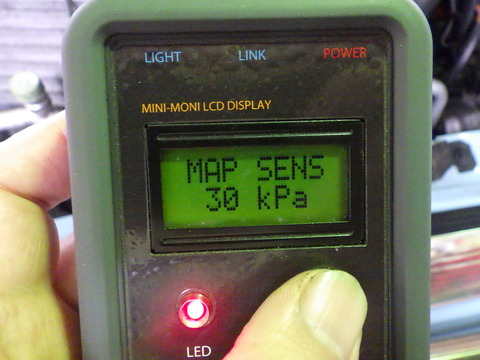 LIGHT LINK POWER
MINI-MONI LCD DISPLAY
MAP SENS
30 kPa
LED